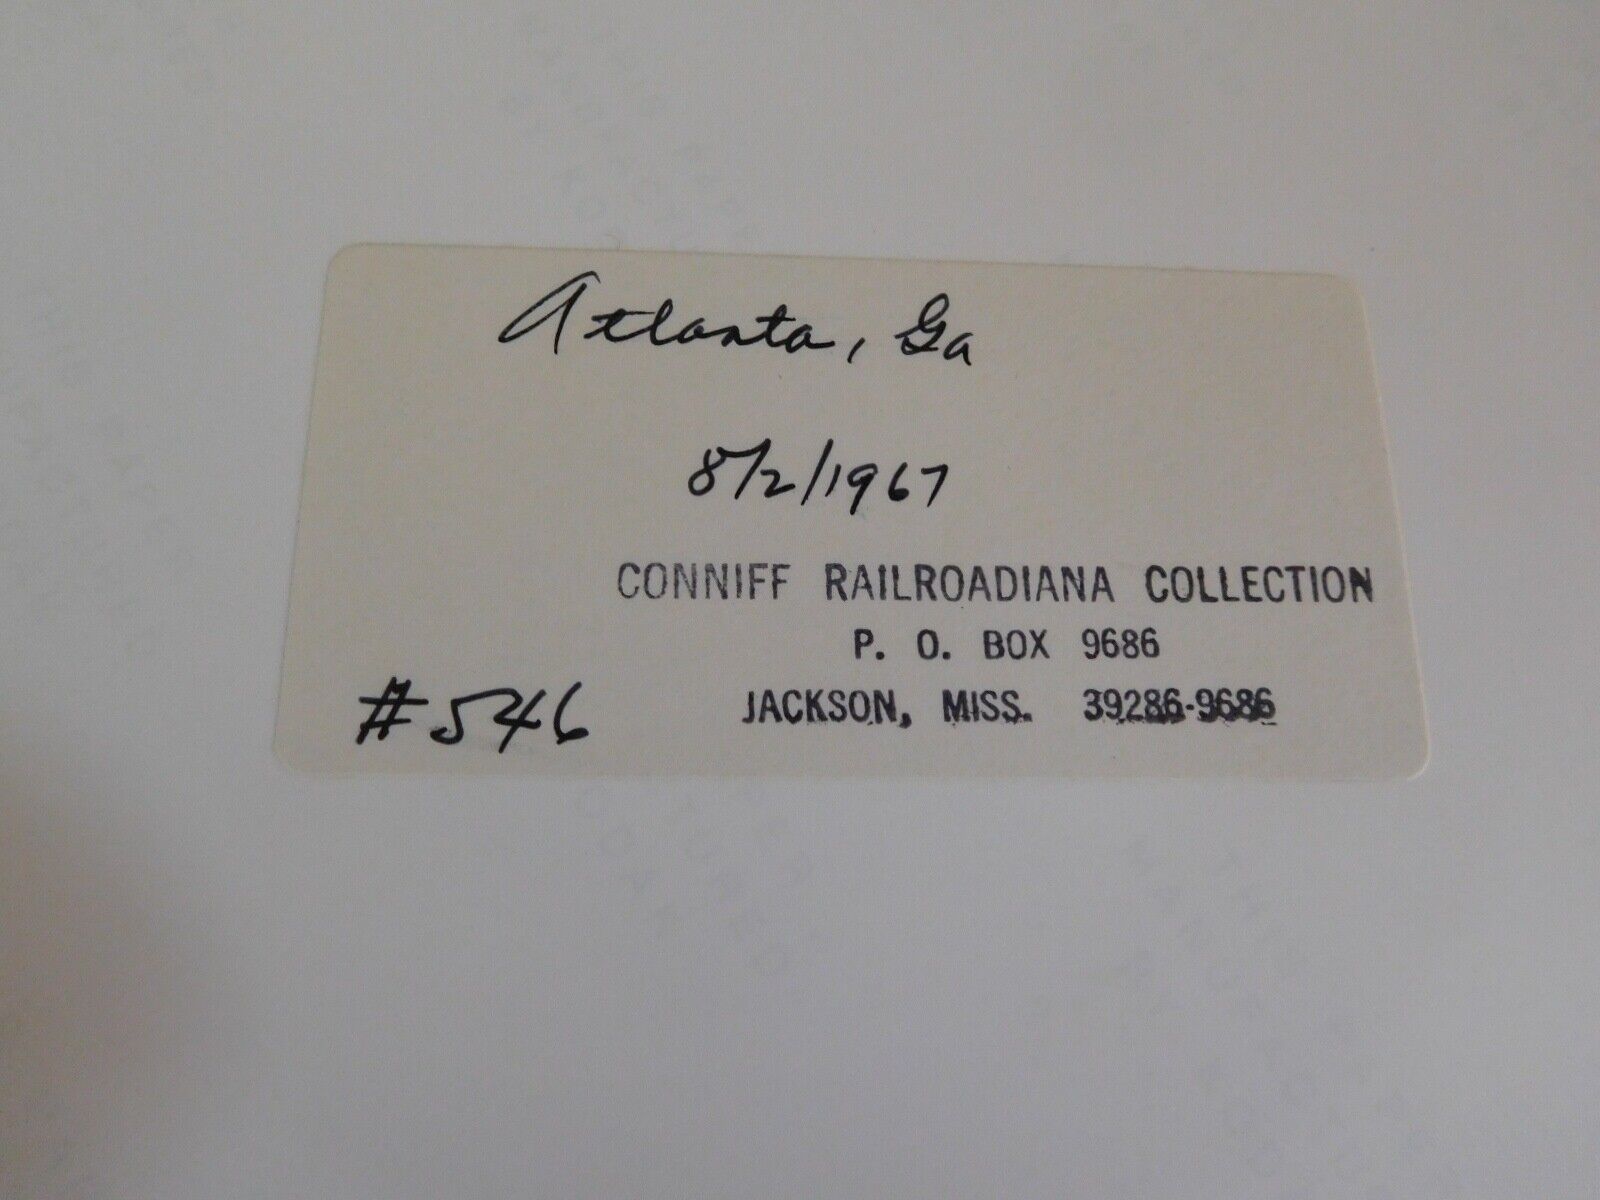 Atlanta, Ga
8/2/1967
CONNIFF RAILROADIANA COLLECTION
P. O. BOX 9686
JACKSON, MISS. 39286-9686
#546